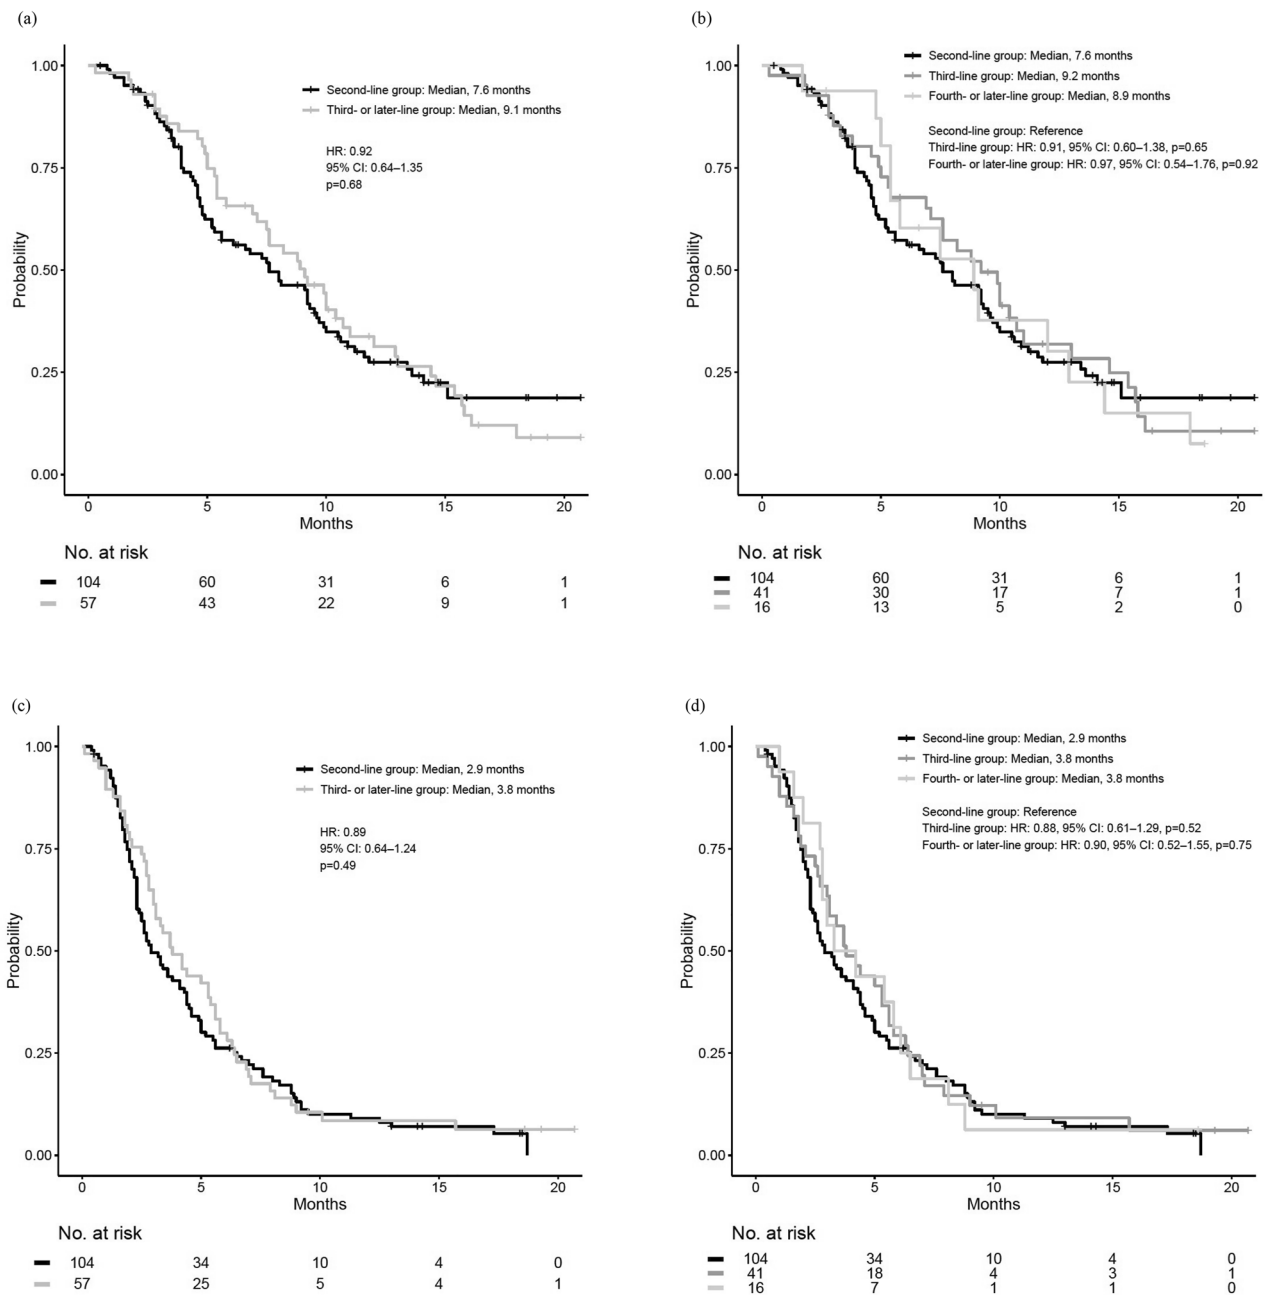 (a)
1.00
0.75
0.50
0.25
0.00
Probability
Second-line group: Median, 7.6 months
Third- or later-line group: Median, 9.1 months
HR: 0.92
95% CI: 0.64–1.35
p=0.68
0 5 10 15 20
Months
No. at risk
104 60 31 6 1
57 43 22 9 1
(b)
1.00
0.75
0.50
0.25
0.00
Probability
Second-line group: Median, 7.6 months
Third-line group: Median, 9.2 months
Fourth- or later-line group: Median, 8.9 months
Second-line group: Reference
Third-line group: HR: 0.91, 95% CI: 0.60–1.38, p=0.65
Fourth- or later-line group: HR: 0.97, 95% CI: 0.54–1.76, p=0.92
0 5 10 15 20
Months
No. at risk
104 60 31 6 1
41 30 17 7 1
16 13 5 2 0
(c)
1.00
0.75
0.50
0.25
0.00
Probability
Second-line group: Median, 2.9 months
Third- or later-line group: Median, 3.8 months
HR: 0.89
95% CI: 0.64–1.24
p=0.49
0 5 10 15 20
Months
No. at risk
104 34 10 4 0
57 25 5 4 1
(d)
1.00
0.75
0.50
0.25
0.00
Probability
Second-line group: Median, 2.9 months
Third-line group: Median, 3.8 months
Fourth- or later-line group: Median, 3.8 months
Second-line group: Reference
Third-line group: HR: 0.88, 95% CI: 0.61–1.29, p=0.52
Fourth- or later-line group: HR: 0.90, 95% CI: 0.52–1.55, p=0.75
0 5 10 15 20
Months
No. at risk
104 34 10 4 0
41 18 4 3 1
16 7 1 1 0